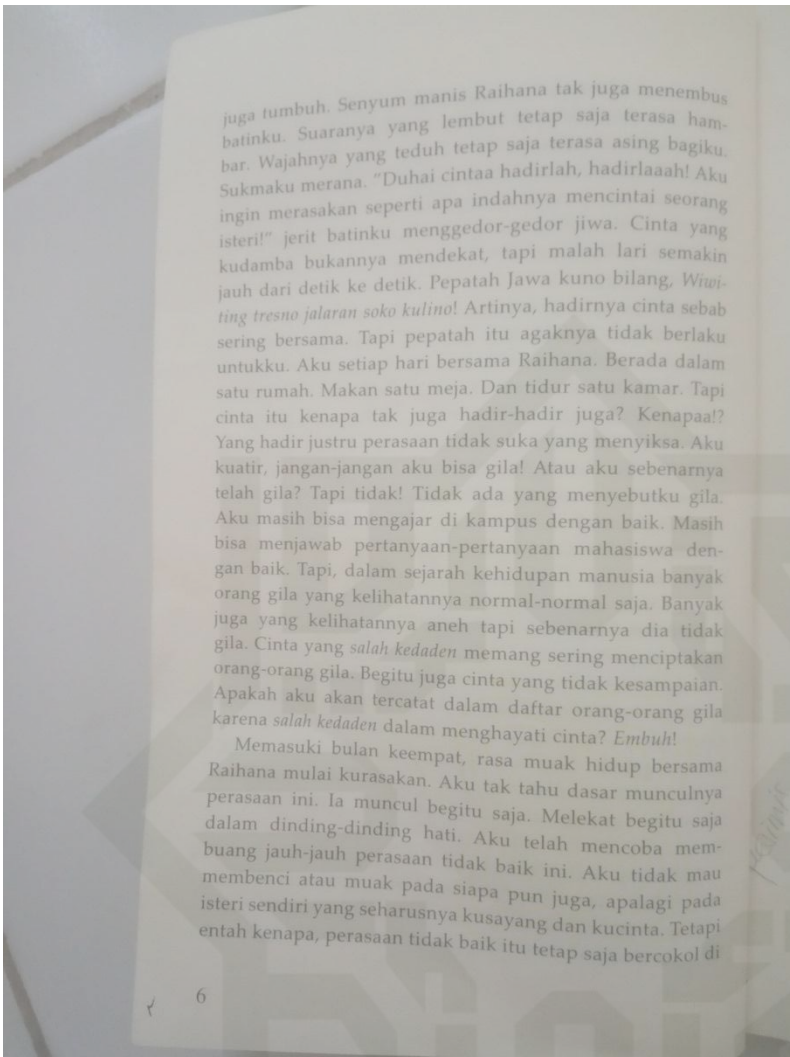 juga tumbuh. Senyum manis Raihana tak juga menembus
batinku. Suaranya yang lembut tetap saja terasa ham-
bar. Wajahnya yang teduh tetap saja terasa asing bagiku.
Sukmaku merana. "Duhai cintaa hadirlah, hadirlaaah! Aku
ingin merasakan seperti apa indahnya mencintai seorang
isteri!" jerit batinku menggedor-gedor jiwa. Cinta yang
kudamba bukannya mendekat, tapi malah lari semakin
jauh dari detik ke detik. Pepatah Jawa kuno bilang, Wiwi-
ting tresno jalaran soko kulino! Artinya, hadirnya cinta sebab
sering bersama. Tapi pepatah itu agaknya tidak berlaku
untukku. Aku setiap hari bersama Raihana. Berada dalam
satu rumah. Makan satu meja. Dan tidur satu kamar. Tapi
cinta itu kenapa tak juga hadir-hadir juga? Kenapaa!?
Yang hadir justru perasaan tidak suka yang menyiksa. Aku
kuatir, jangan-jangan aku bisa gila! Atau aku sebenarnya
telah gila? Tapi tidak! Tidak ada yang menyebutku gila.
Aku masih bisa mengajar di kampus dengan baik. Masih
bisa menjawab pertanyaan-pertanyaan mahasiswa den-
gan baik. Tapi, dalam sejarah kehidupan manusia banyak
orang gila yang kelihatannya normal-normal saja. Banyak
juga yang kelihatannya aneh tapi sebenarnya dia tidak
gila. Cinta yang salah kedaden memang sering menciptakan
orang-orang gila. Begitu juga cinta yang tidak kesampaian.
Apakah aku akan tercatat dalam daftar orang-orang gila
karena salah kedaden dalam menghayati cinta? Embuh!
Memasuki bulan keempat, rasa muak hidup bersama
Raihana mulai kurasakan. Aku tak tahu dasar munculnya
perasaan ini. Ia muncul begitu saja. Melekat begitu saja
dalam dinding-dinding hati. Aku telah mencoba mem-
buang jauh-jauh perasaan tidak baik ini. Aku tidak mau
membenci atau muak pada siapa pun juga, apalagi pada
isteri sendiri yang seharusnya kusayang dan kucinta. Tetapi
entah kenapa, perasaan tidak baik itu tetap saja bercokol di
6